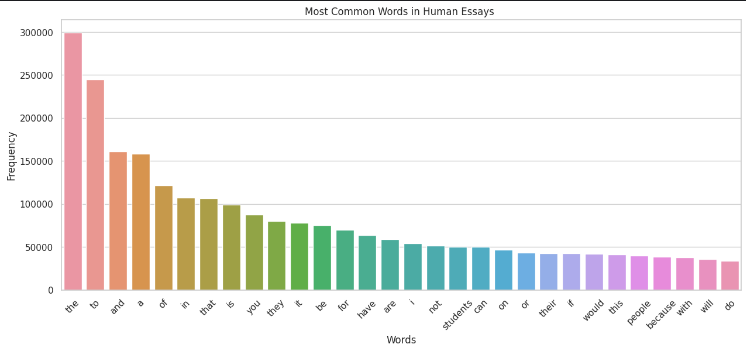 Most Common Words in Human Essays
300000
250000
200000
150000
100000
50000
0
Frequency
the to and a of in that is you they it be for have are i not students can on or their if would this people because with will do
Words